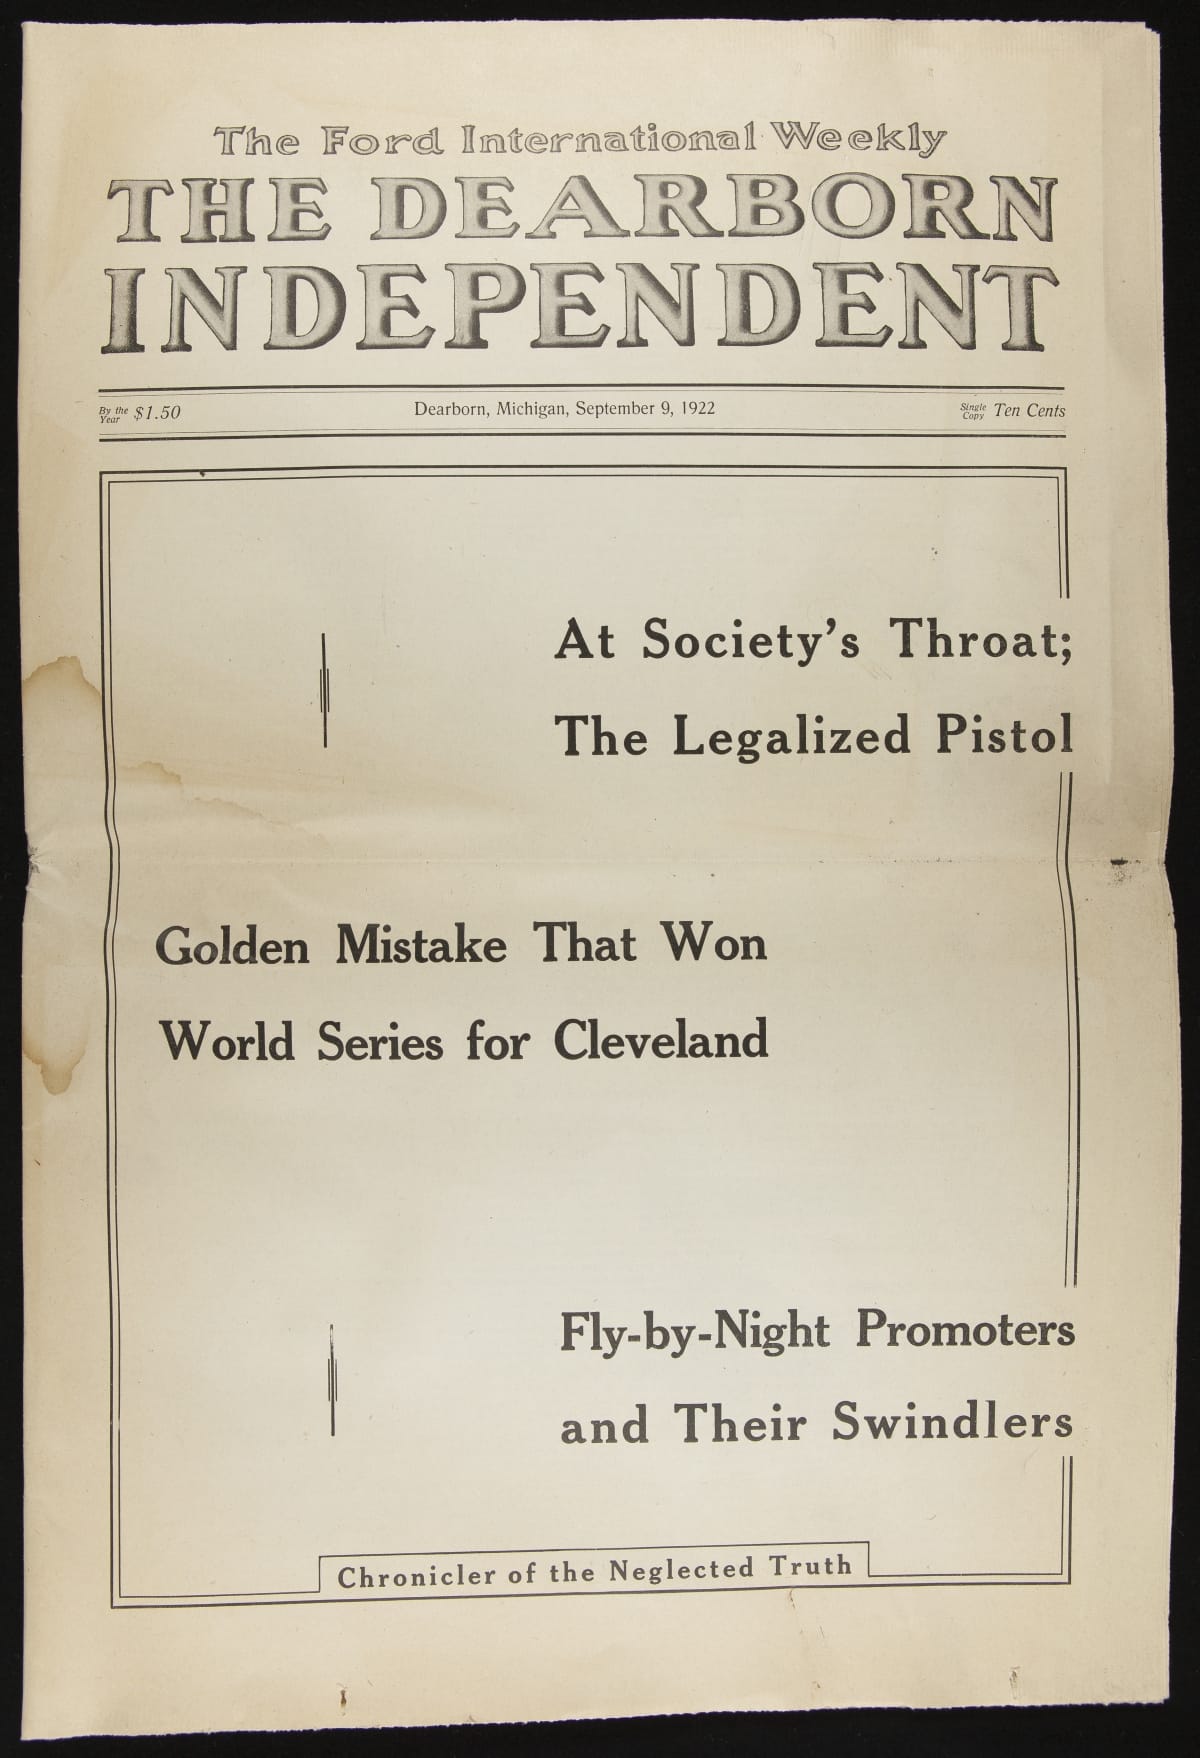 The Ford International Weekly
THE DEARBORN
INDEPENDENT
By the Year $1.50
Dearborn, Michigan, September 9, 1922
Single Copy Ten Cents
At Society's Throat;
The Legalized Pistol
Golden Mistake That Won
World Series for Cleveland
Fly-by-Night Promoters
and Their Swindlers
Chronicler of the Neglected Truth